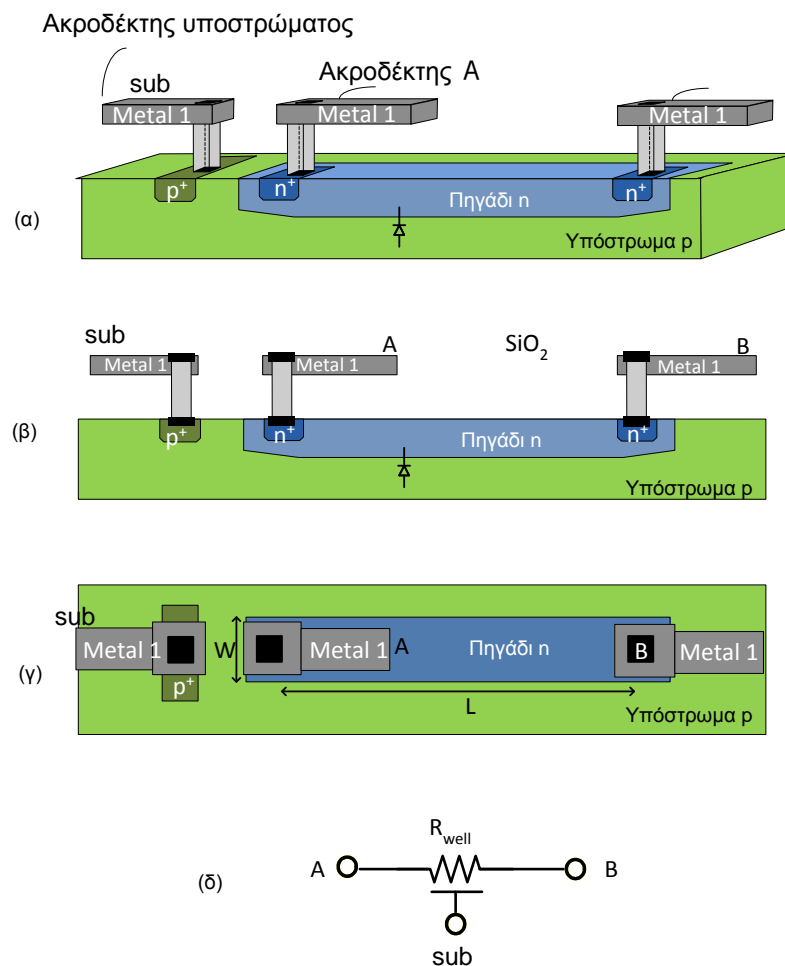 Ακροδέκτης υποστρώματος
Ακροδέκτης A
sub
Metal 1
Metal 1
Metal 1
p+
n+
n+
Πηγάδι n
(α)
Υπόστρωμα p
sub
A
SiO2
B
Metal 1
Metal 1
Metal 1
(β)
p+
n+
Πηγάδι n
n+
Υπόστρωμα p
sub
Metal 1
W
Metal 1
A
Πηγάδι n
B
Metal 1
(γ)
p+
L
Υπόστρωμα p
Rwell
(δ)
A
B
sub